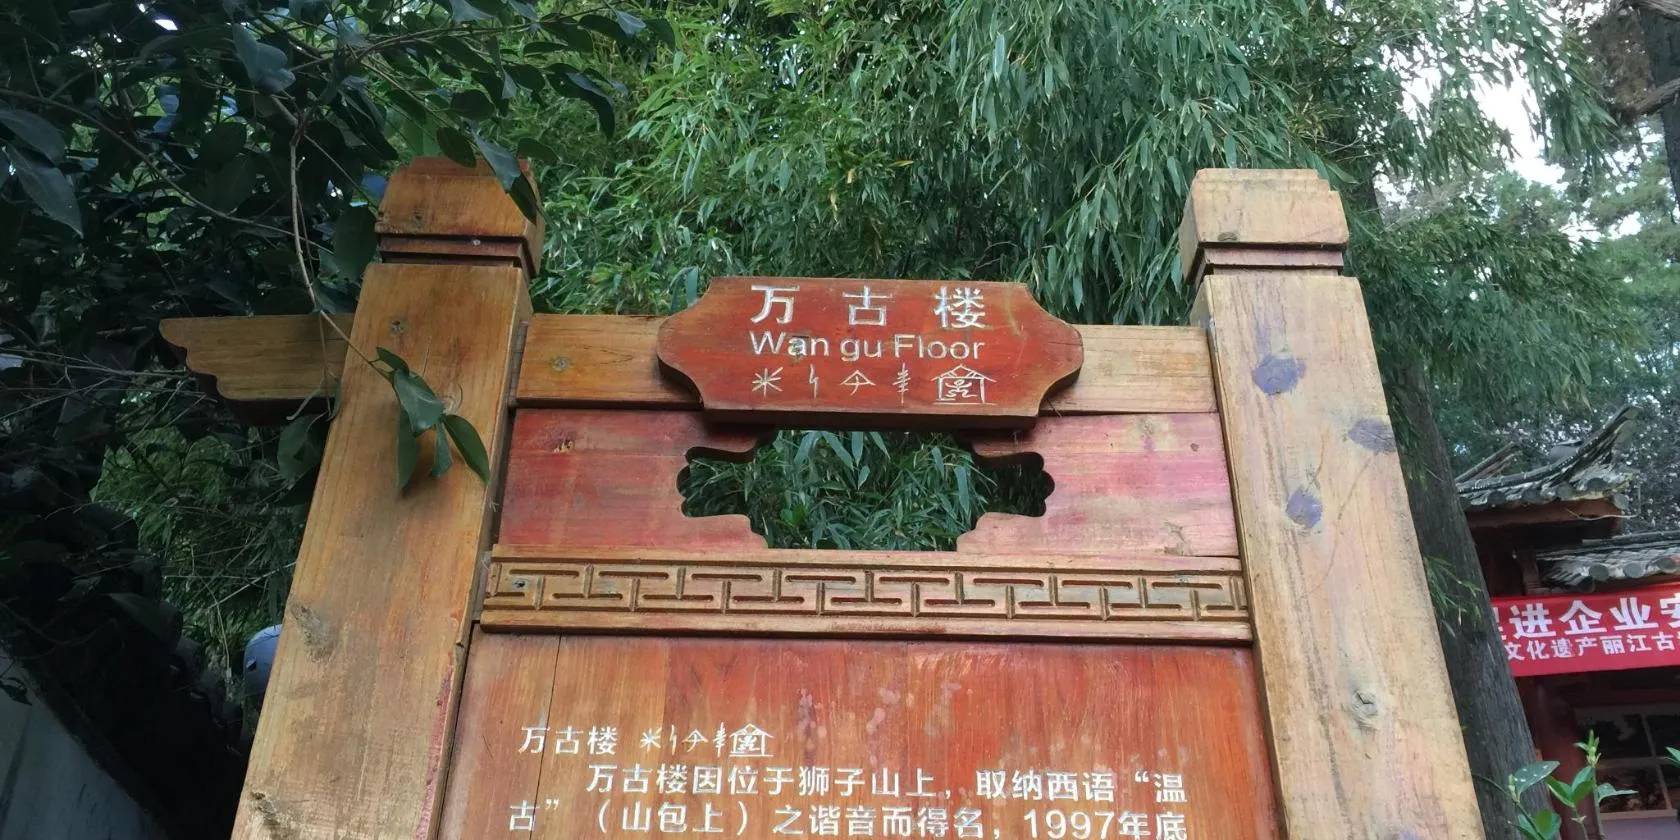 万古楼
Wan gu Floor
万古楼
万古楼因位于狮子山上，取纳西语“温
古”（山包上）之谐音而得名，1997年底
进企业安
文化遗产丽江古